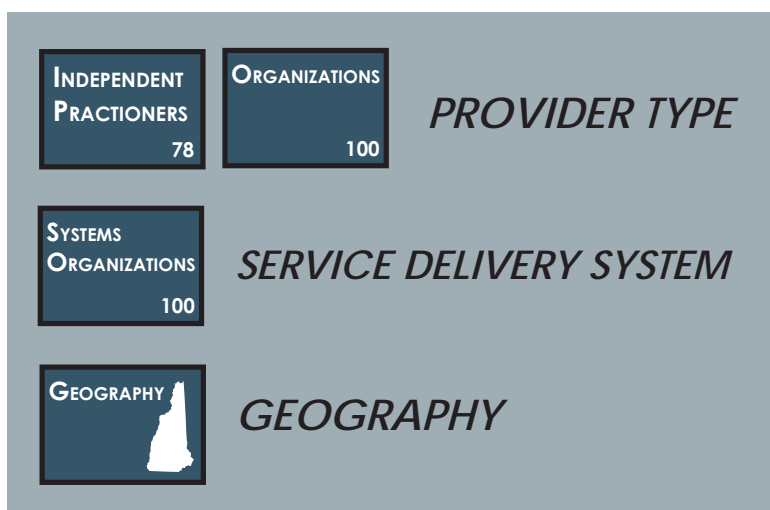 INDEPENDENT
PRACTIONERS
78
ORGANIZATIONS
100
PROVIDER TYPE
SYSTEMS
ORGANIZATIONS
100
SERVICE DELIVERY SYSTEM
GEOGRAPHY
GEOGRAPHY